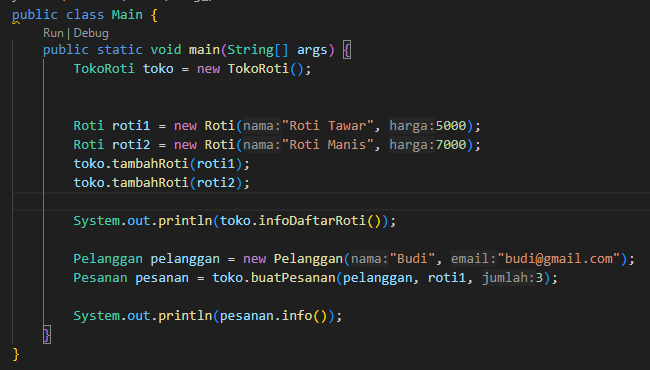 public class Main {
Run | Debug
public static void main(String[] args) {
TokoRoti toko = new TokoRoti();
Roti roti1 = new Roti(nama:"Roti Tawar", harga:5000);
Roti roti2 = new Roti(nama:"Roti Manis", harga:7000);
toko.tambahRoti(roti1);
toko.tambahRoti(roti2);
System.out.println(toko.infoDaftarRoti());
Pelanggan pelanggan = new Pelanggan(nama:"Budi", email:"budi@gmail.com");
Pesanan pesanan = toko.buatPesanan(pelanggan, roti1, jumlah:3);
System.out.println(pesanan.info());
}
}